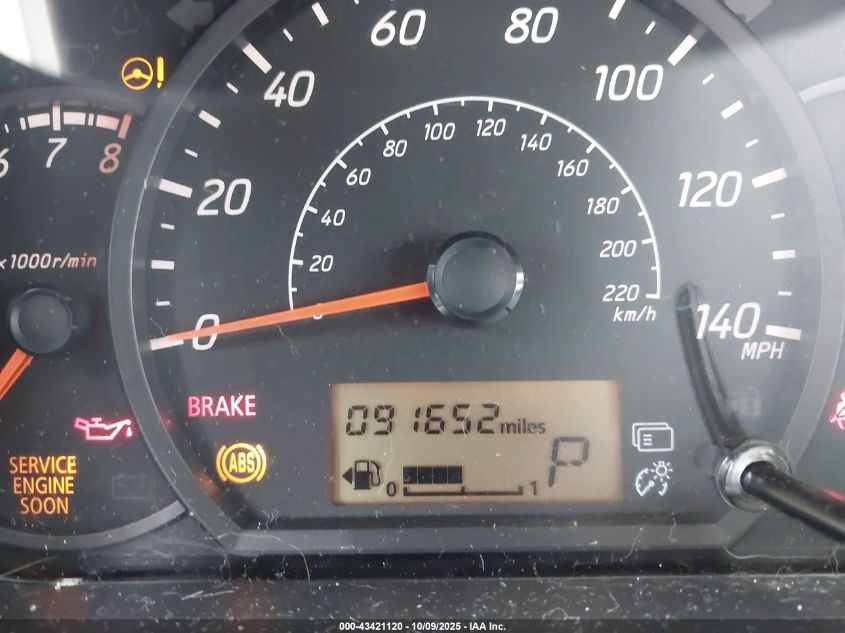 60 80
40 100
6 7 8
20 120
x1000r/min
0 140
MPH
20 40 60 80 100 120 140 160 180 200 220
km/h
BRAKE
ABS
SERVICE
ENGINE
SOON
091652 miles
P
0 1
000-43421120 - 10/09/2025 - IAA Inc.